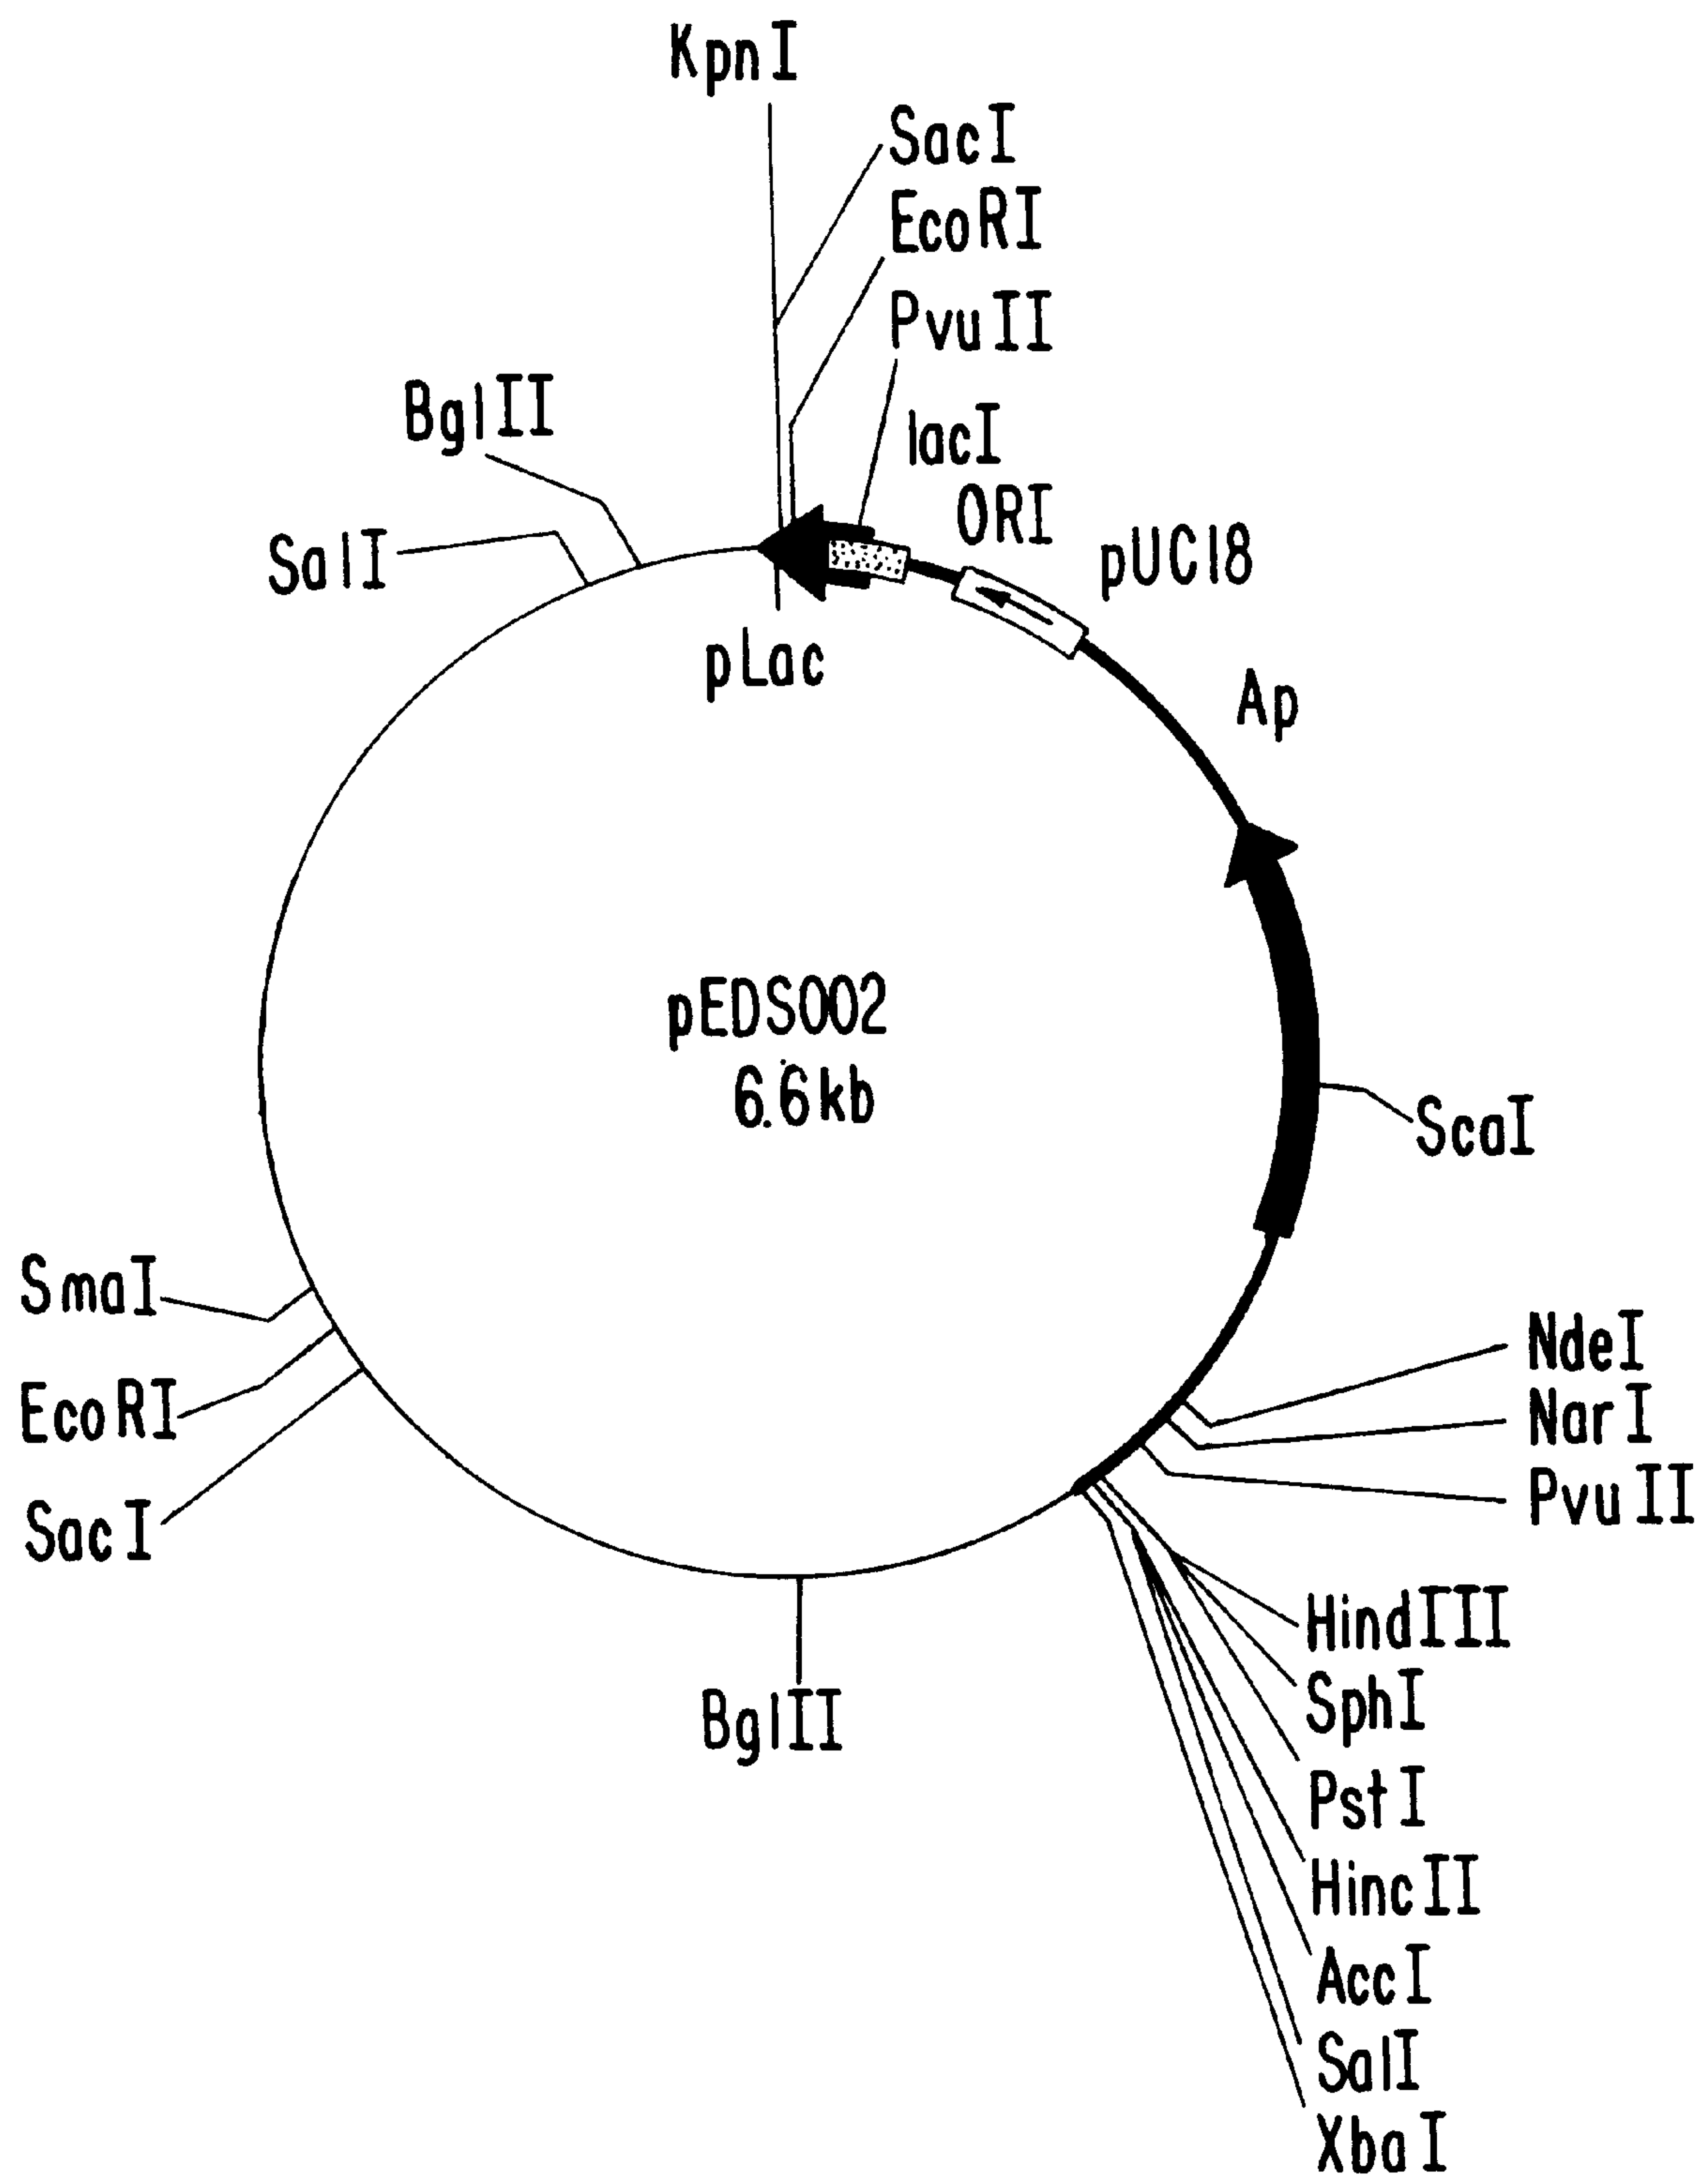 KpnI
SacI
EcoRI
PvuII
lacI
ORI
pUC18
BglII
SalI
pLac
Ap
pEDS002
6.6kb
ScaI
SmaI
EcoRI
SacI
NdeI
NarI
PvuII
BglII
HindIII
SphI
PstI
HincII
AccI
SalI
XbaI